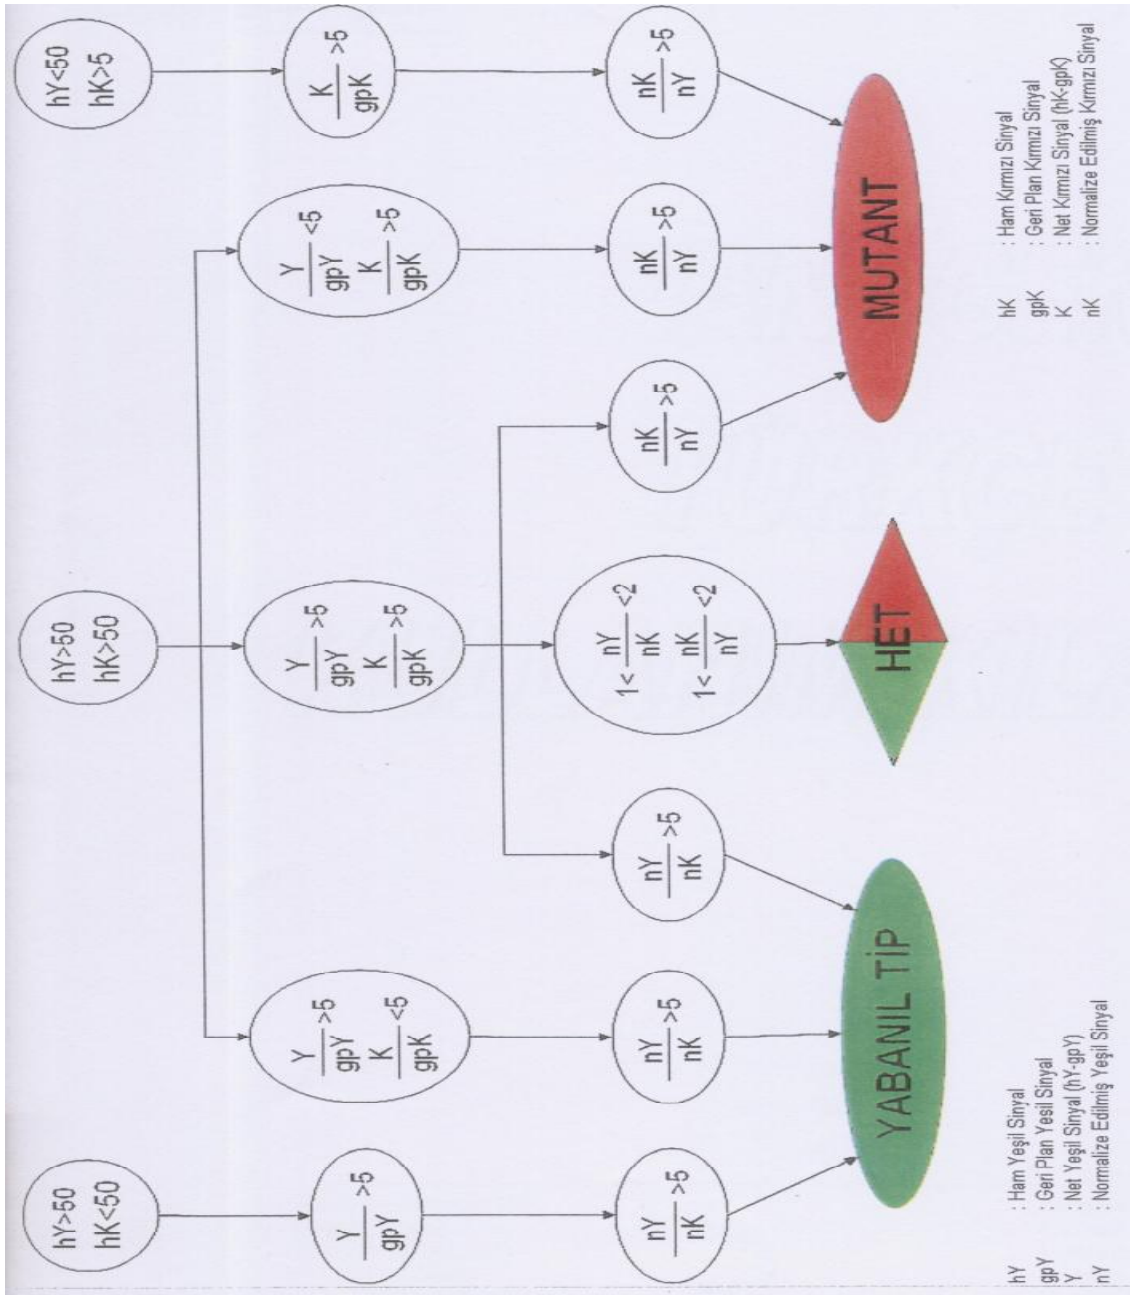 hY>50
hK<50
hY>50
hK>50
hY<50
hK>5
Y
gpY
>5
Y
gpY
>5
K
gpK
<5
Y
gpY
>5
K
gpK
>5
Y
gpY
<5
K
gpK
>5
K
gpK
>5
nY
nK
>5
nY
nK
>5
nY
nK
>5
1<
nY
nK
<2
1<
nK
nY
<2
nK
nY
>5
nK
nY
>5
nK
nY
>5
YABANIL TİP
HET
MUTANT
hY : Ham Yeşil Sinyal
gpY : Geri Plan Yesil Sinyal
Y : Net Yeşil Sinyal (hY-gpY)
nY : Normalize Edilmiş Yeşil Sinyal
hK : Ham Kırmızı Sinyal
gpK : Geri Plan Kırmızı Sinyal
K : Net Kırmızı Sinyal (hK-gpK)
nK : Normalize Edilmiş Kırmızı Sinyal